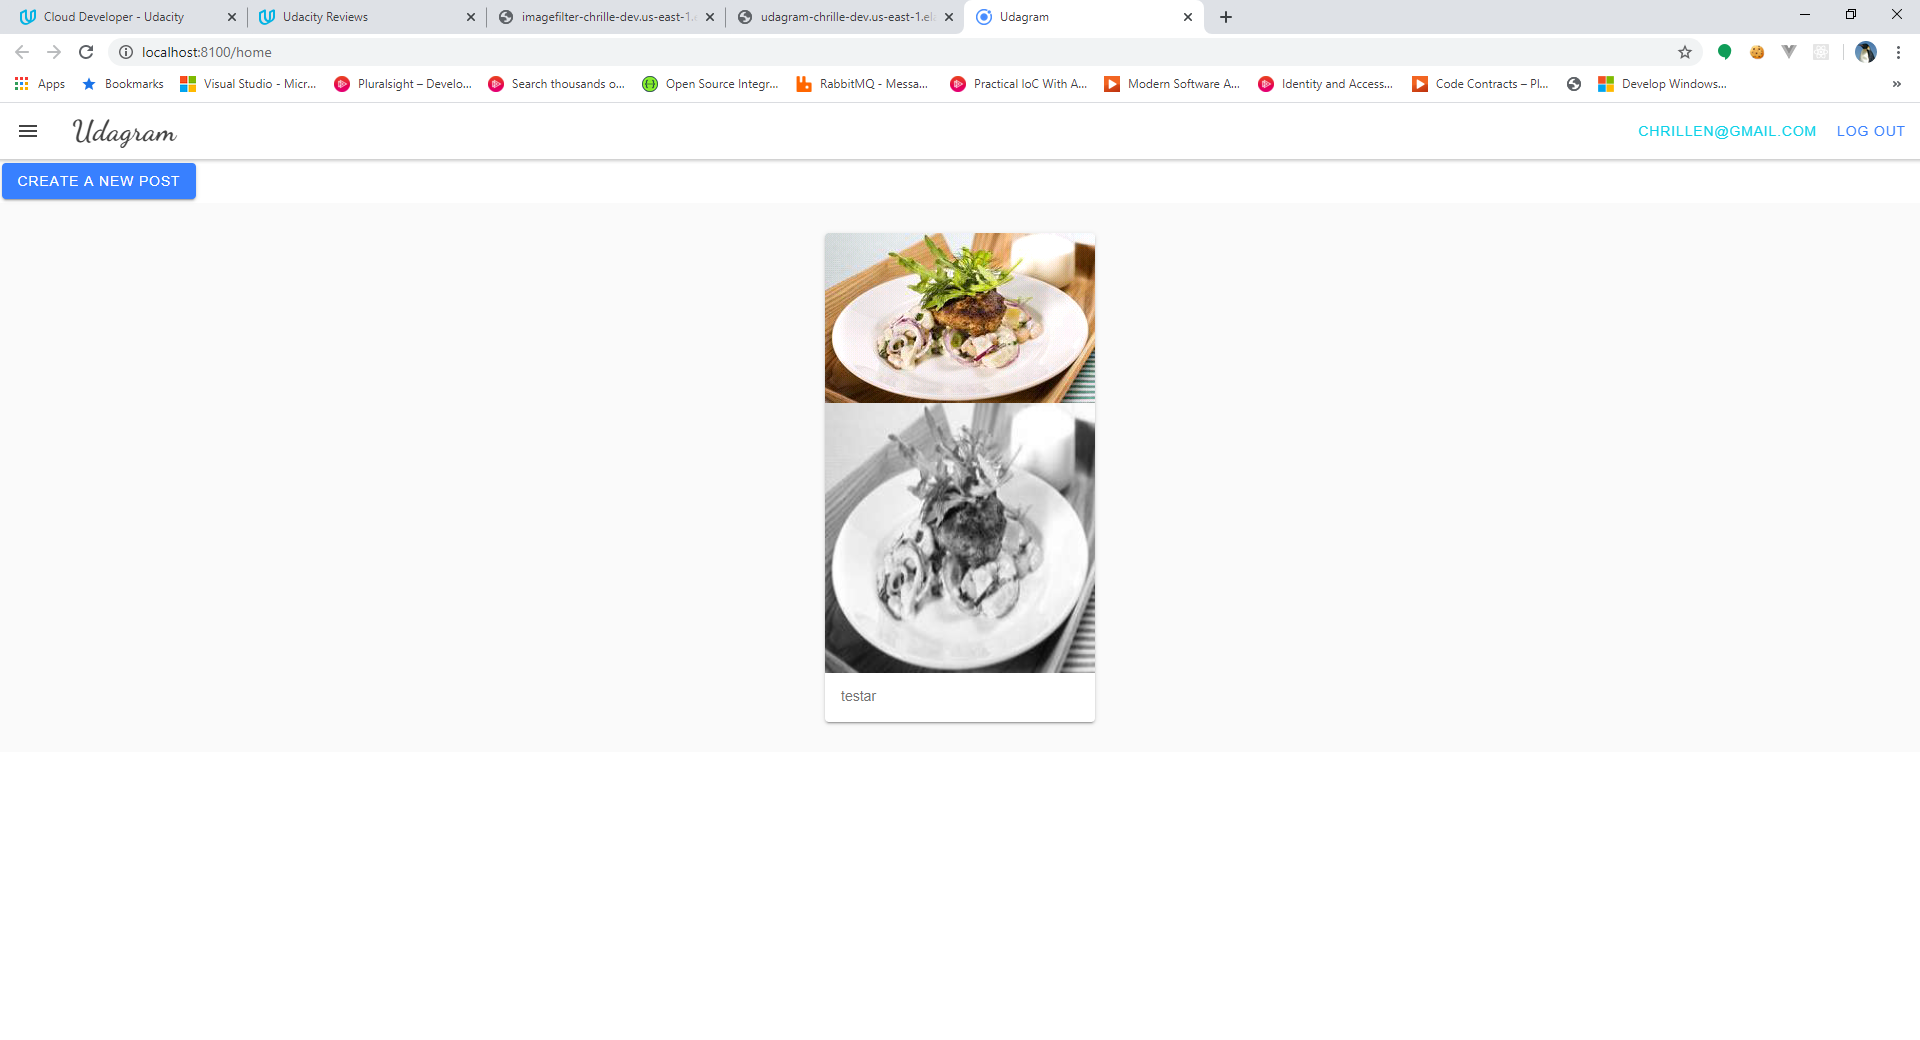 Cloud Developer - Udacity
Udacity Reviews
imagefilter-chrille-dev.us-east-1.
udagram-chrille-dev.us-east-1.el
Udagram
localhost:8100/home
Apps
Bookmarks
Visual Studio - Micr...
Pluralsight – Develo...
Search thousands o...
Open Source Integr...
RabbitMQ - Messa...
Practical IoC With A...
Modern Software A...
Identity and Access...
Code Contracts – Pl...
Develop Windows...
»
Udagram
CHRILLEN@GMAIL.COM
LOG OUT
CREATE A NEW POST
testar